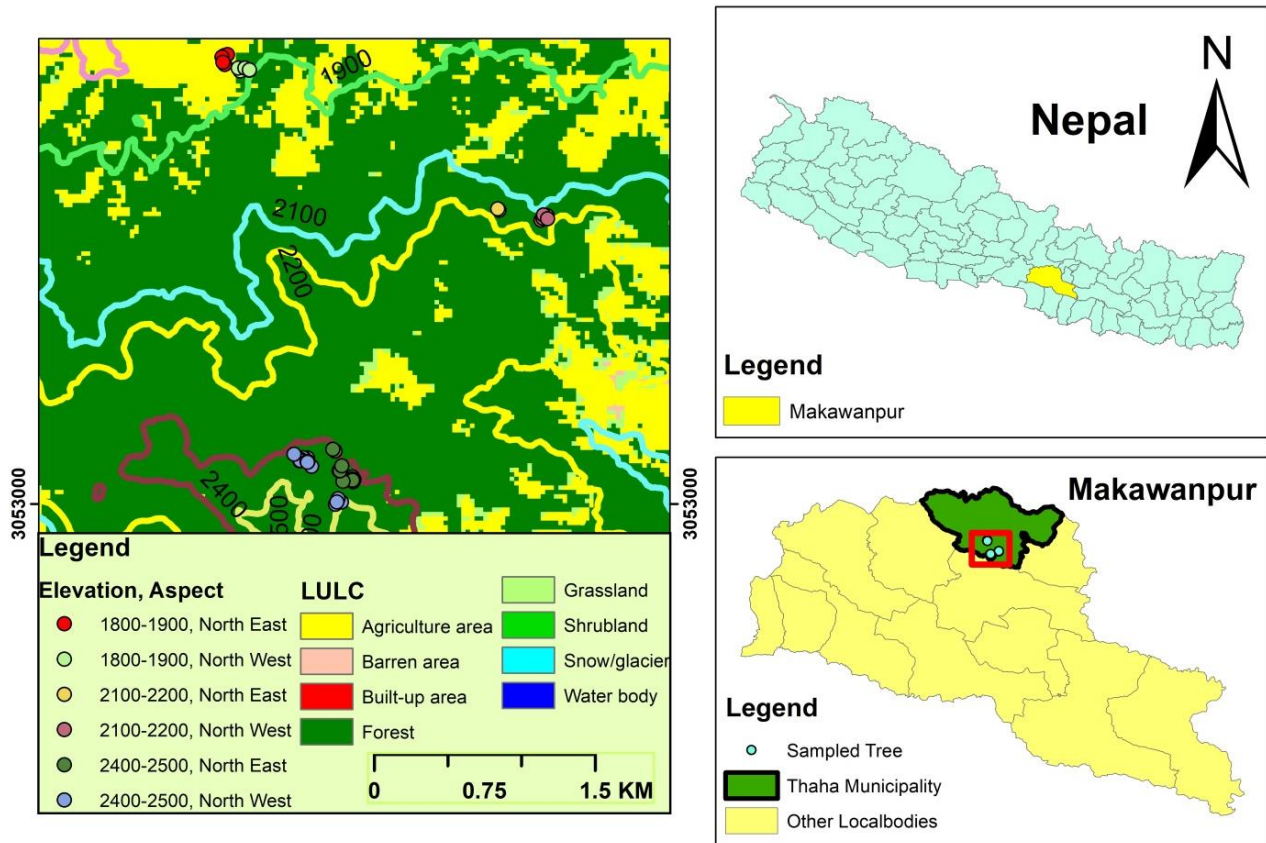 1900
2100
2200
2400
3053000
3053000
Legend
Elevation, Aspect
1800-1900, North East
1800-1900, North West
2100-2200, North East
2100-2200, North West
2400-2500, North East
2400-2500, North West
LULC
Agriculture area
Barren area
Built-up area
Forest
Grassland
Shrubland
Snow/glacier
Water body
0 0.75 1.5 KM
N
Nepal
Legend
Makawanpur
Makawanpur
Legend
Sampled Tree
Thaha Municipality
Other Localbodies